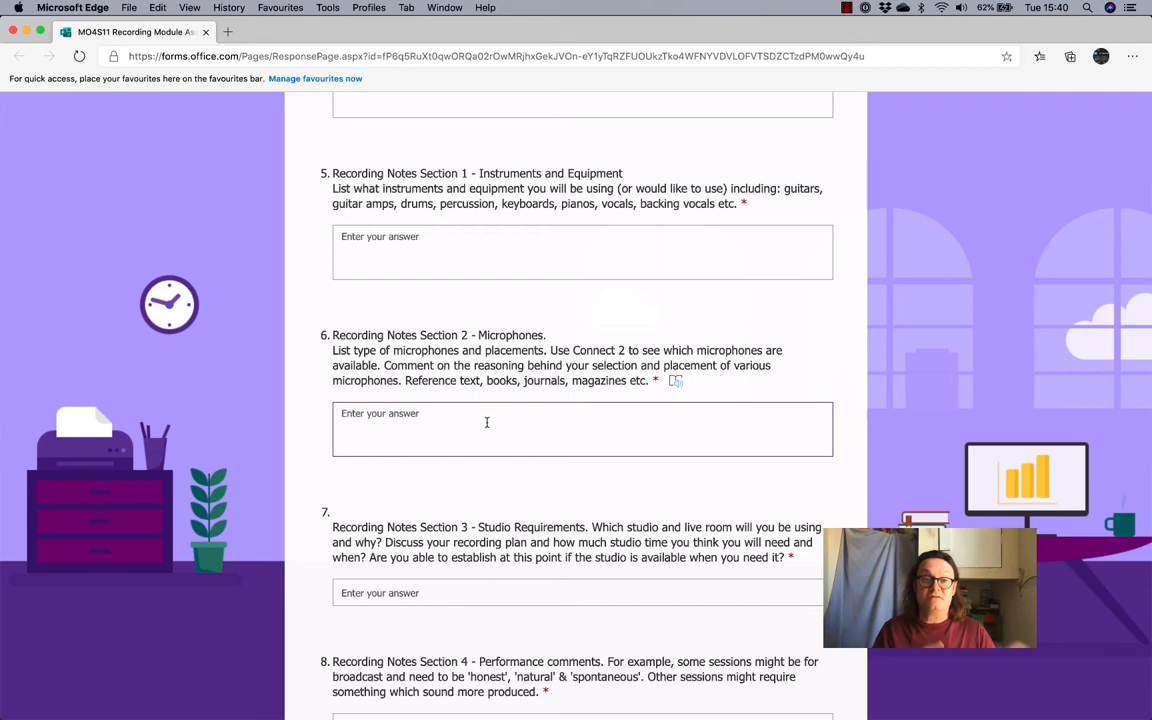 Microsoft Edge File Edit View History Favourites Tools Profiles Tab Window Help 62% Tue 15:40
MO4S11 Recording Module As
https://forms.office.com/Pages/ResponsePage.aspx?id=fP6q5RuXt0qwORQa02rOwMRjhxGekJVOn-eY1yTqRZFUOUkzTko4WFNYVDVLOFVTSDZCTzdPM0wwQy4u
For quick access, place your favourites here on the favourites bar. Manage favourites now
5. Recording Notes Section 1 - Instruments and Equipment
List what instruments and equipment you will be using (or would like to use) including: guitars,
guitar amps, drums, percussion, keyboards, pianos, vocals, backing vocals etc. *
Enter your answer
6. Recording Notes Section 2 - Microphones.
List type of microphones and placements. Use Connect 2 to see which microphones are
available. Comment on the reasoning behind your selection and placement of various
microphones. Reference text, books, journals, magazines etc. *
Enter your answer
7.
Recording Notes Section 3 - Studio Requirements. Which studio and live room will you be using
and why? Discuss your recording plan and how much studio time you think you will need and
when? Are you able to establish at this point if the studio is available when you need it? *
Enter your answer
8. Recording Notes Section 4 - Performance comments. For example, some sessions might be for
broadcast and need to be 'honest', 'natural' & 'spontaneous'. Other sessions might require
something which sound more produced. *